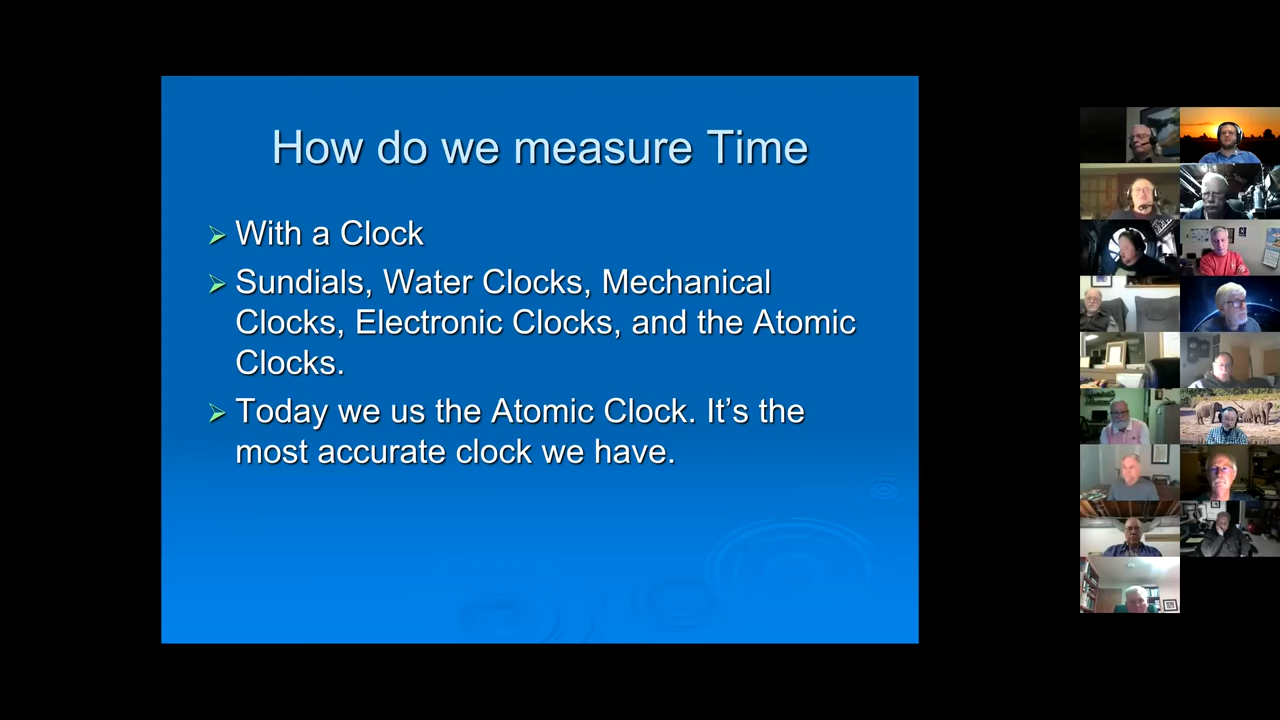 How do we measure Time
With a Clock
Sundials, Water Clocks, Mechanical
Clocks, Electronic Clocks, and the Atomic
Clocks.
Today we us the Atomic Clock. It’s the
most accurate clock we have.